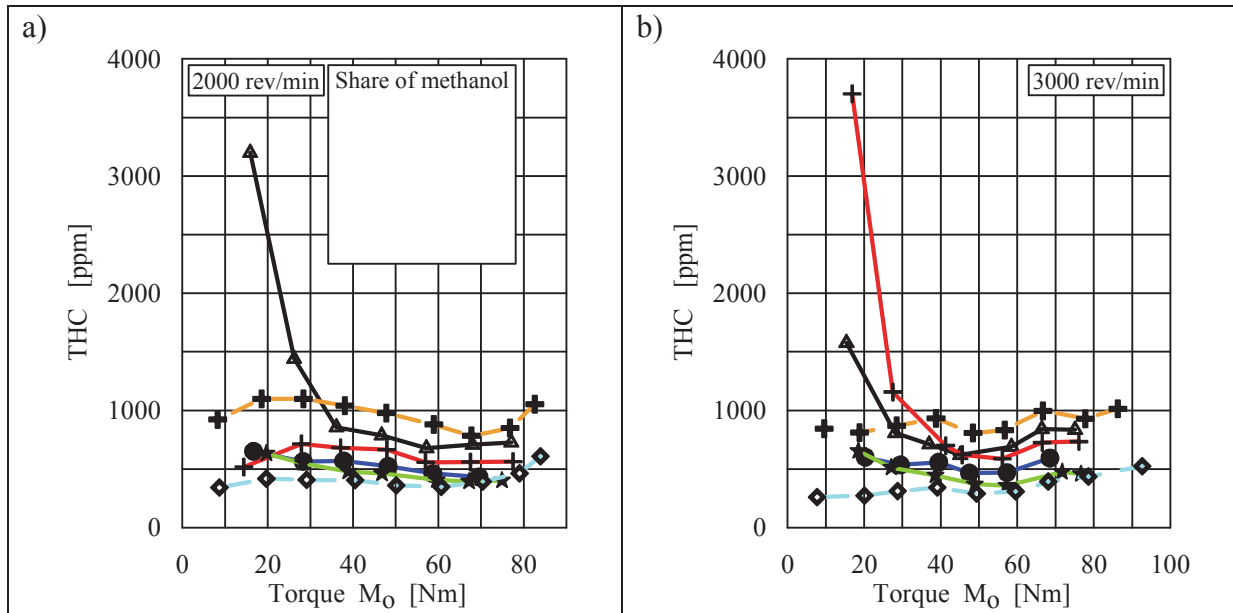 a)
2000 rev/min
Share of methanol
4000
3000
2000
1000
0
THC [ppm]
0 20 40 60 80
Torque Mo [Nm]
b)
3000 rev/min
4000
3000
2000
1000
0
THC [ppm]
0 20 40 60 80 100
Torque Mo [Nm]